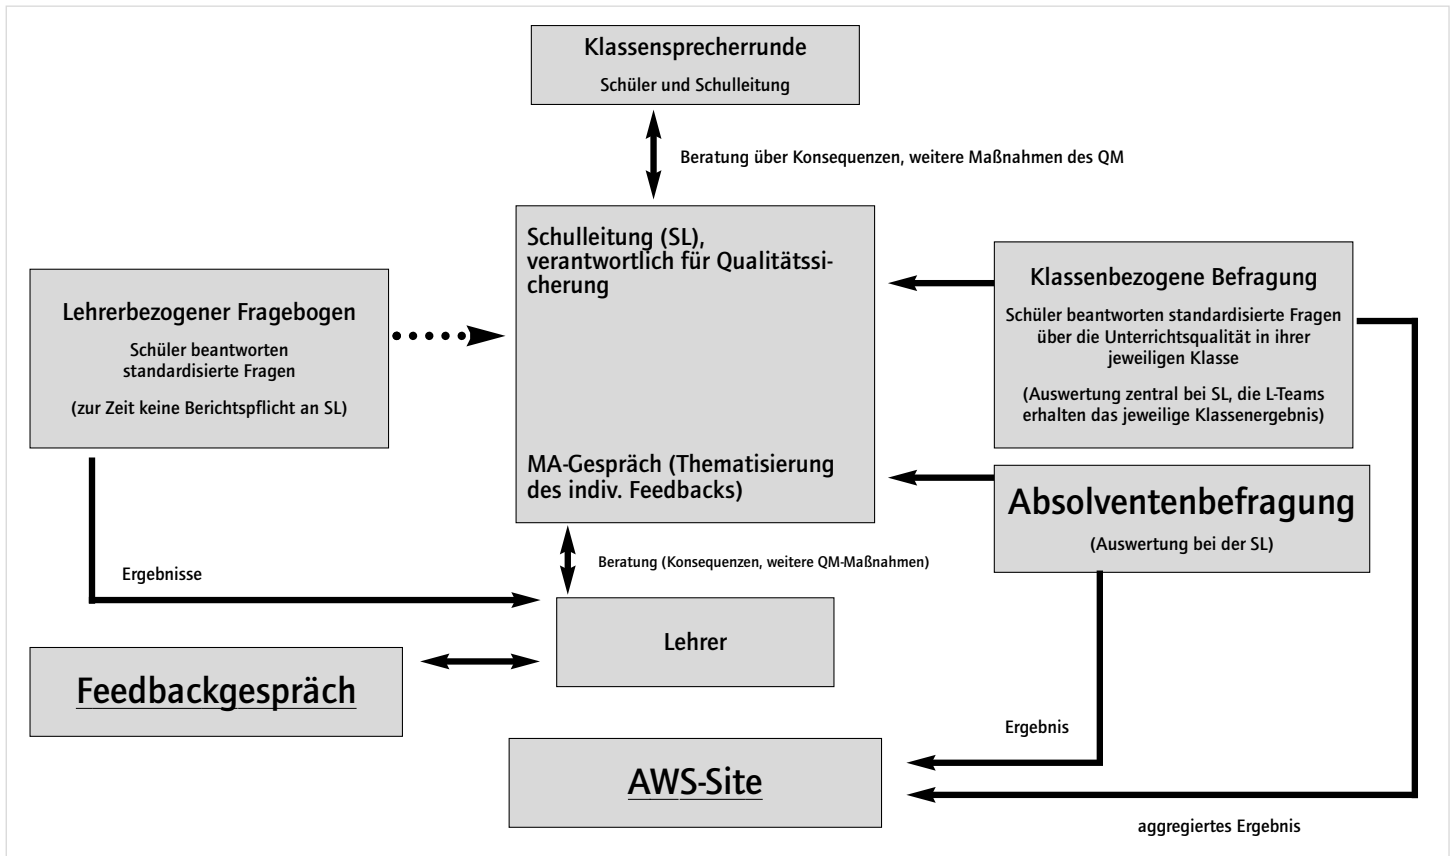 Klassensprecherrunde
Schüler und Schulleitung
Beratung über Konsequenzen, weitere Maßnahmen des QM
Schulleitung (SL),
verantwortlich für Qualitätssi-
cherung
MA-Gespräch (Thematisierung
des indiv. Feedbacks)
Lehrerbezogener Fragebogen
Schüler beantworten
standardisierte Fragen
(zur Zeit keine Berichtspflicht an SL)
Klassenbezogene Befragung
Schüler beantworten standardisierte Fragen
über die Unterrichtsqualität in ihrer
jeweiligen Klasse
(Auswertung zentral bei SL, die L-Teams
erhalten das jeweilige Klassenergebnis)
Absolventenbefragung
(Auswertung bei der SL)
Beratung (Konsequenzen, weitere QM-Maßnahmen)
Ergebnisse
Lehrer
Feedbackgespräch
Ergebnis
AWS-Site
aggregiertes Ergebnis